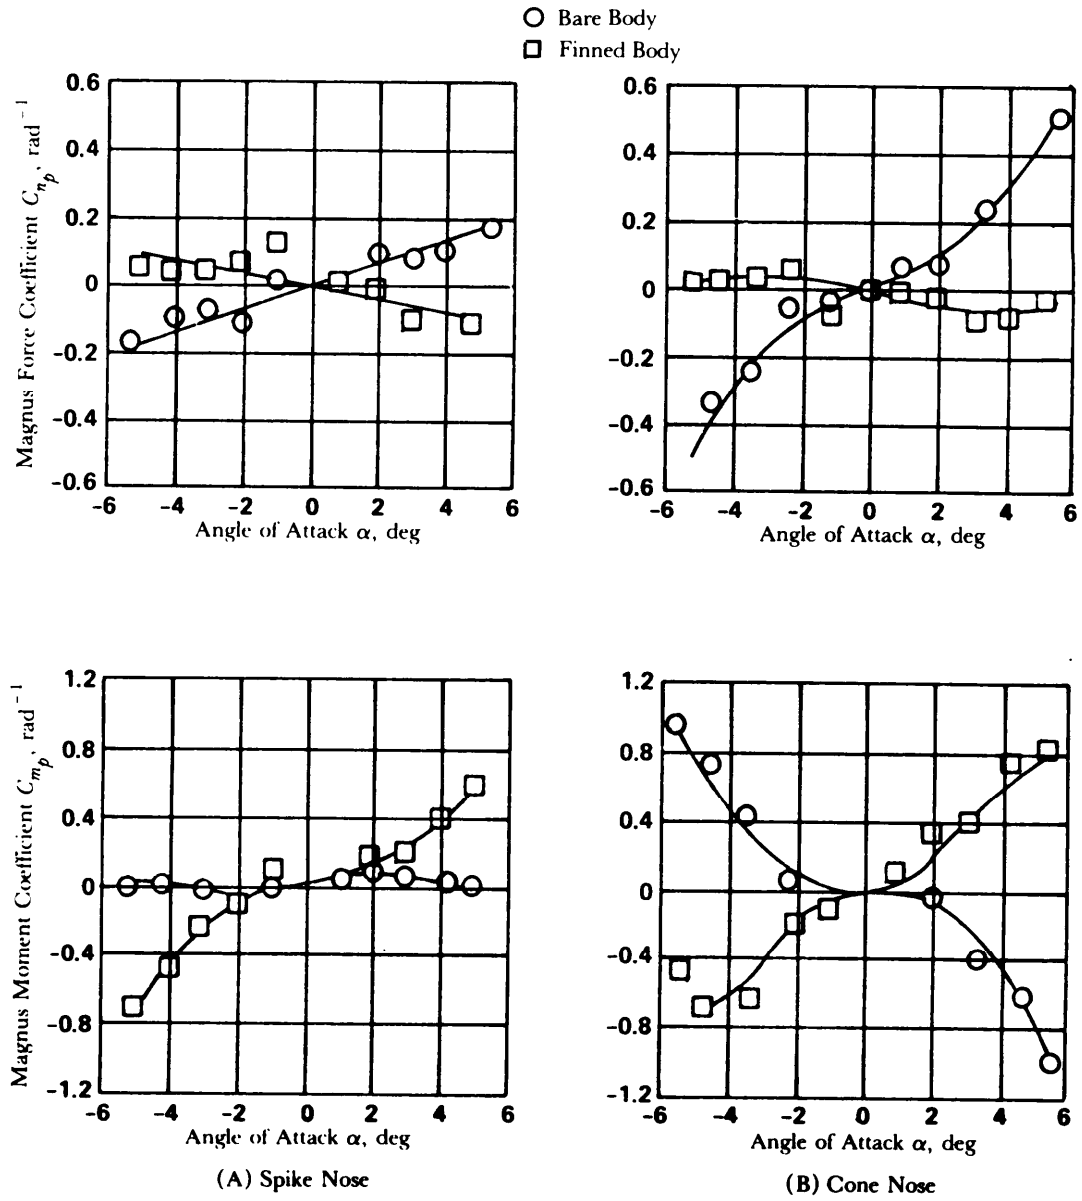 Bare Body
Finned Body
Magnus Force Coefficient C_{n_p}, rad^{-1}
0.6
0.4
0.2
0
-0.2
-0.4
-0.6
-6 -4 -2 0 2 4 6
Angle of Attack α, deg
0.6
0.4
0.2
0
-0.2
-0.4
-0.6
-6 -4 -2 0 2 4 6
Angle of Attack α, deg
Magnus Moment Coefficient C_{m_p}, rad^{-1}
1.2
0.8
0.4
0
-0.4
-0.8
-1.2
-6 -4 -2 0 2 4 6
Angle of Attack α, deg
(A) Spike Nose
1.2
0.8
0.4
0
-0.4
-0.8
-1.2
-6 -4 -2 0 2 4 6
Angle of Attack α, deg
(B) Cone Nose